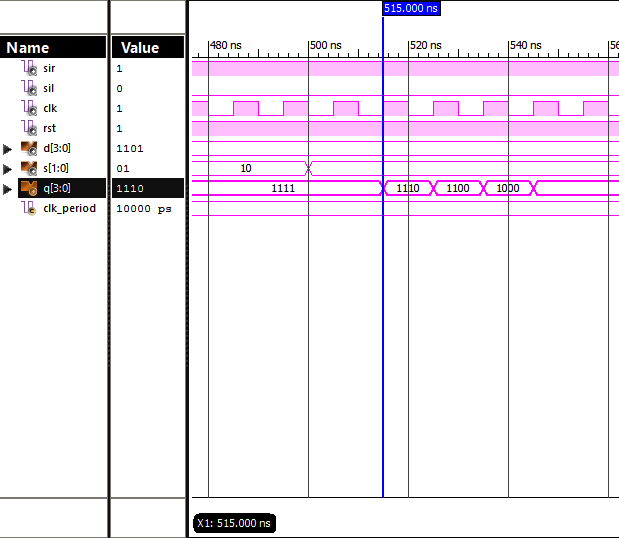 515.000 ns
Name Value 480 ns 500 ns 520 ns 540 ns 56
sir 1
sil 0
clk 1
rst 1
d[3:0] 1101
s[1:0] 01 10
q[3:0] 1110 1111 1110 1100 1000
clk_period 10000 ps
X1: 515.000 ns